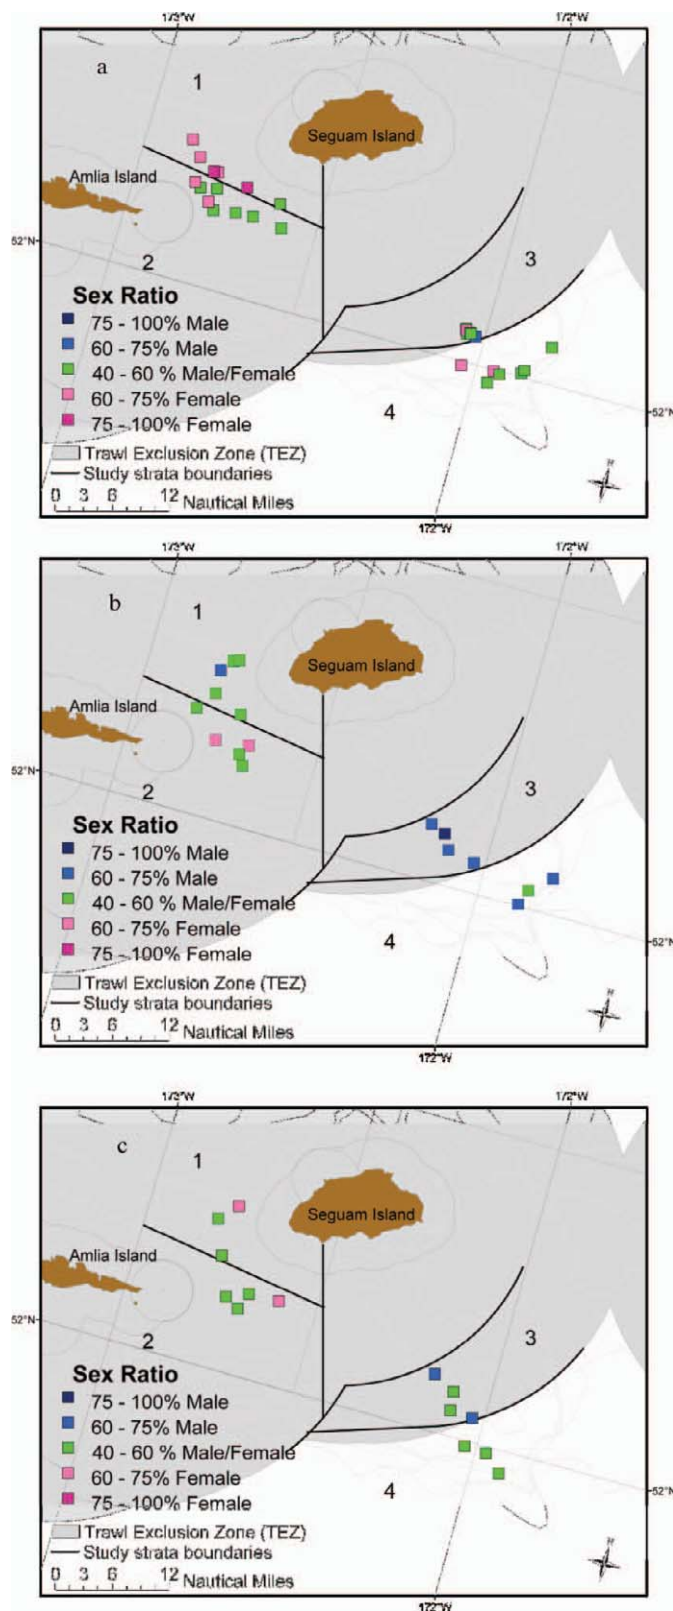 173°W
172°W
a
1
Seguam Island
Amlia Island
52°N
2
3
Sex Ratio
75 - 100% Male
60 - 75% Male
40 - 60 % Male/Female
60 - 75% Female
75 - 100% Female
4
52°N
Trawl Exclusion Zone (TEZ)
Study strata boundaries
0 3 6 12
Nautical Miles
N
172°W
173°W
172°W
b
1
Seguam Island
Amlia Island
52°N
2
3
Sex Ratio
75 - 100% Male
60 - 75% Male
40 - 60 % Male/Female
60 - 75% Female
75 - 100% Female
4
52°N
Trawl Exclusion Zone (TEZ)
Study strata boundaries
0 3 6 12
Nautical Miles
N
172°W
173°W
172°W
c
1
Seguam Island
Amlia Island
52°N
2
3
Sex Ratio
75 - 100% Male
60 - 75% Male
40 - 60 % Male/Female
60 - 75% Female
75 - 100% Female
4
52°N
Trawl Exclusion Zone (TEZ)
Study strata boundaries
0 3 6 12
Nautical Miles
N
172°W